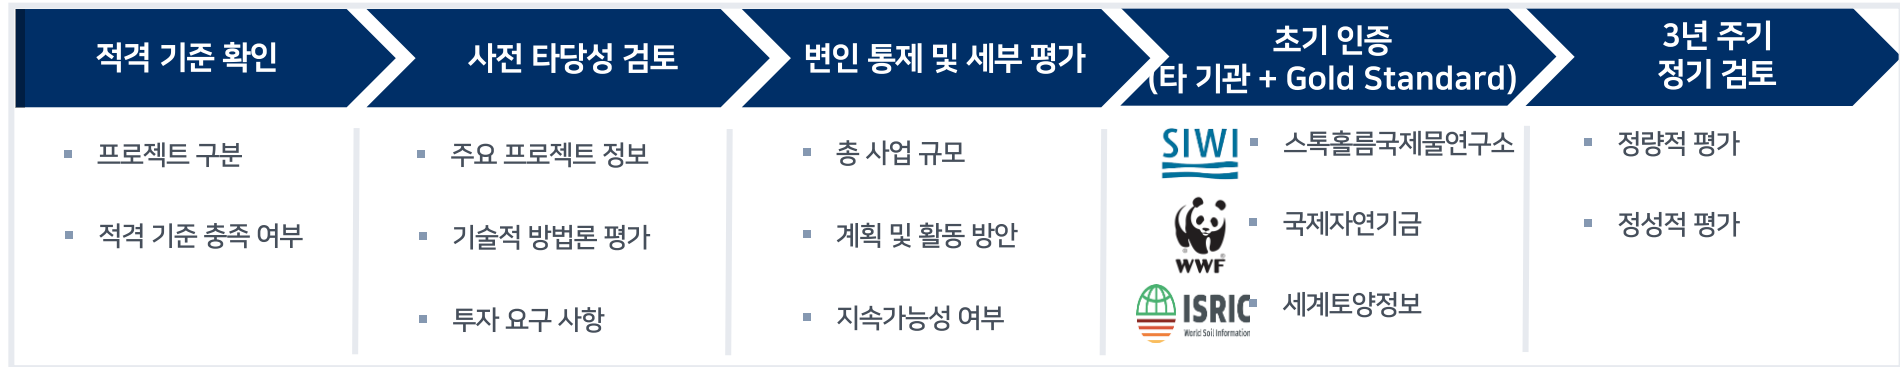 적격 기준 확인
프로젝트 구분
적격 기준 충족 여부
사전 타당성 검토
주요 프로젝트 정보
기술적 방법론 평가
투자 요구 사항
변인 통제 및 세부 평가
총 사업 규모
계획 및 활동 방안
지속가능성 여부
초기 인증
(타 기관 + Gold Standard)
SIWI
스톡홀름국제물연구소
WWF
국제자연기금
ISRIC
World Soil Information
세계토양정보
3년 주기
정기 검토
정량적 평가
정성적 평가